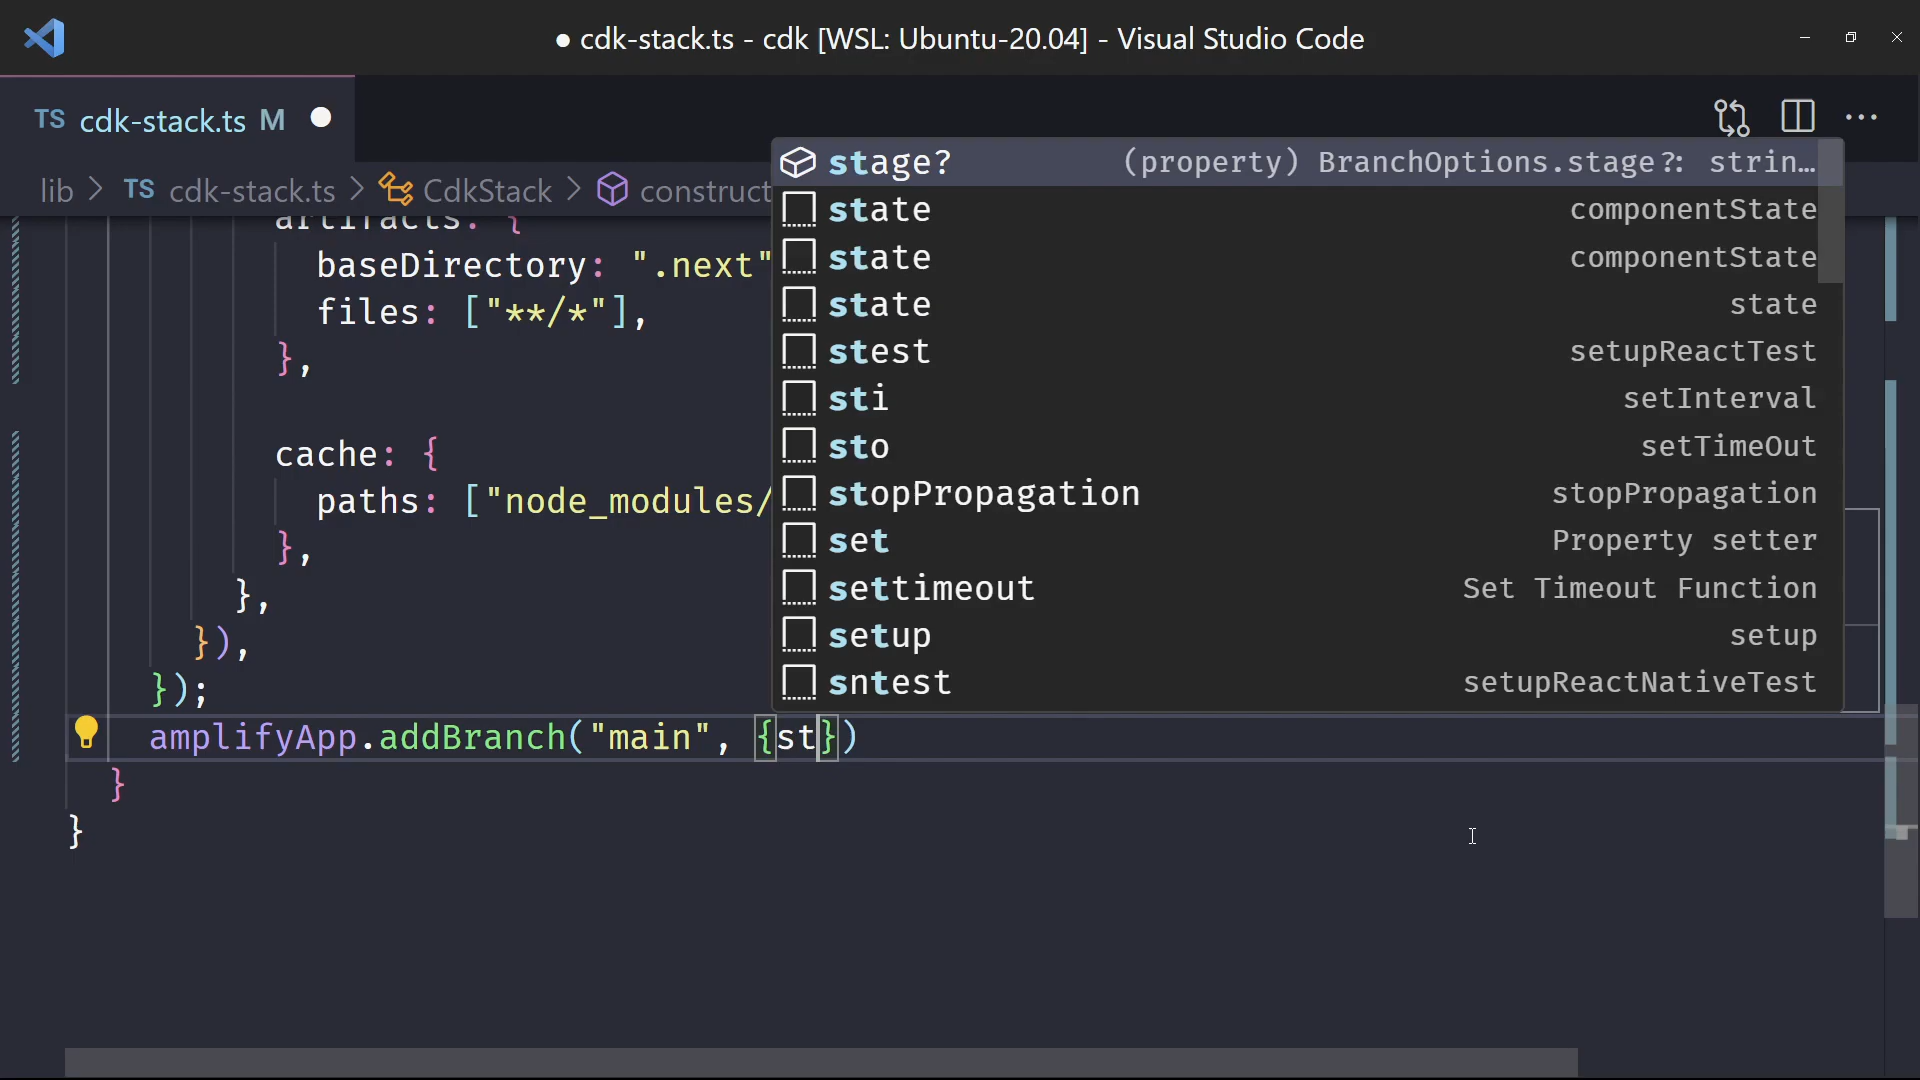 ● cdk-stack.ts - cdk [WSL: Ubuntu-20.04] - Visual Studio Code
TS cdk-stack.ts M ●
lib > TS cdk-stack.ts > CdkStack > construct
artifacts: {
baseDirectory: ".next"
files: ["**/*"],
},
cache: {
paths: ["node_modules/
},
},
}),
});
amplifyApp.addBranch("main", {st})
}
}
stage? (property) BranchOptions.stage?: strin…
state componentState
state componentState
state state
stest setupReactTest
sti setInterval
sto setTimeOut
stopPropagation stopPropagation
set Property setter
settimeout Set Timeout Function
setup setup
sntest setupReactNativeTest